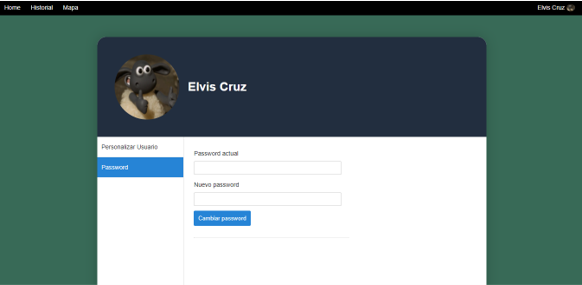 Home Historial Mapa Elvis Cruz
Elvis Cruz
Personalizar Usuario
Password
Password actual
Nuevo password
Cambiar password